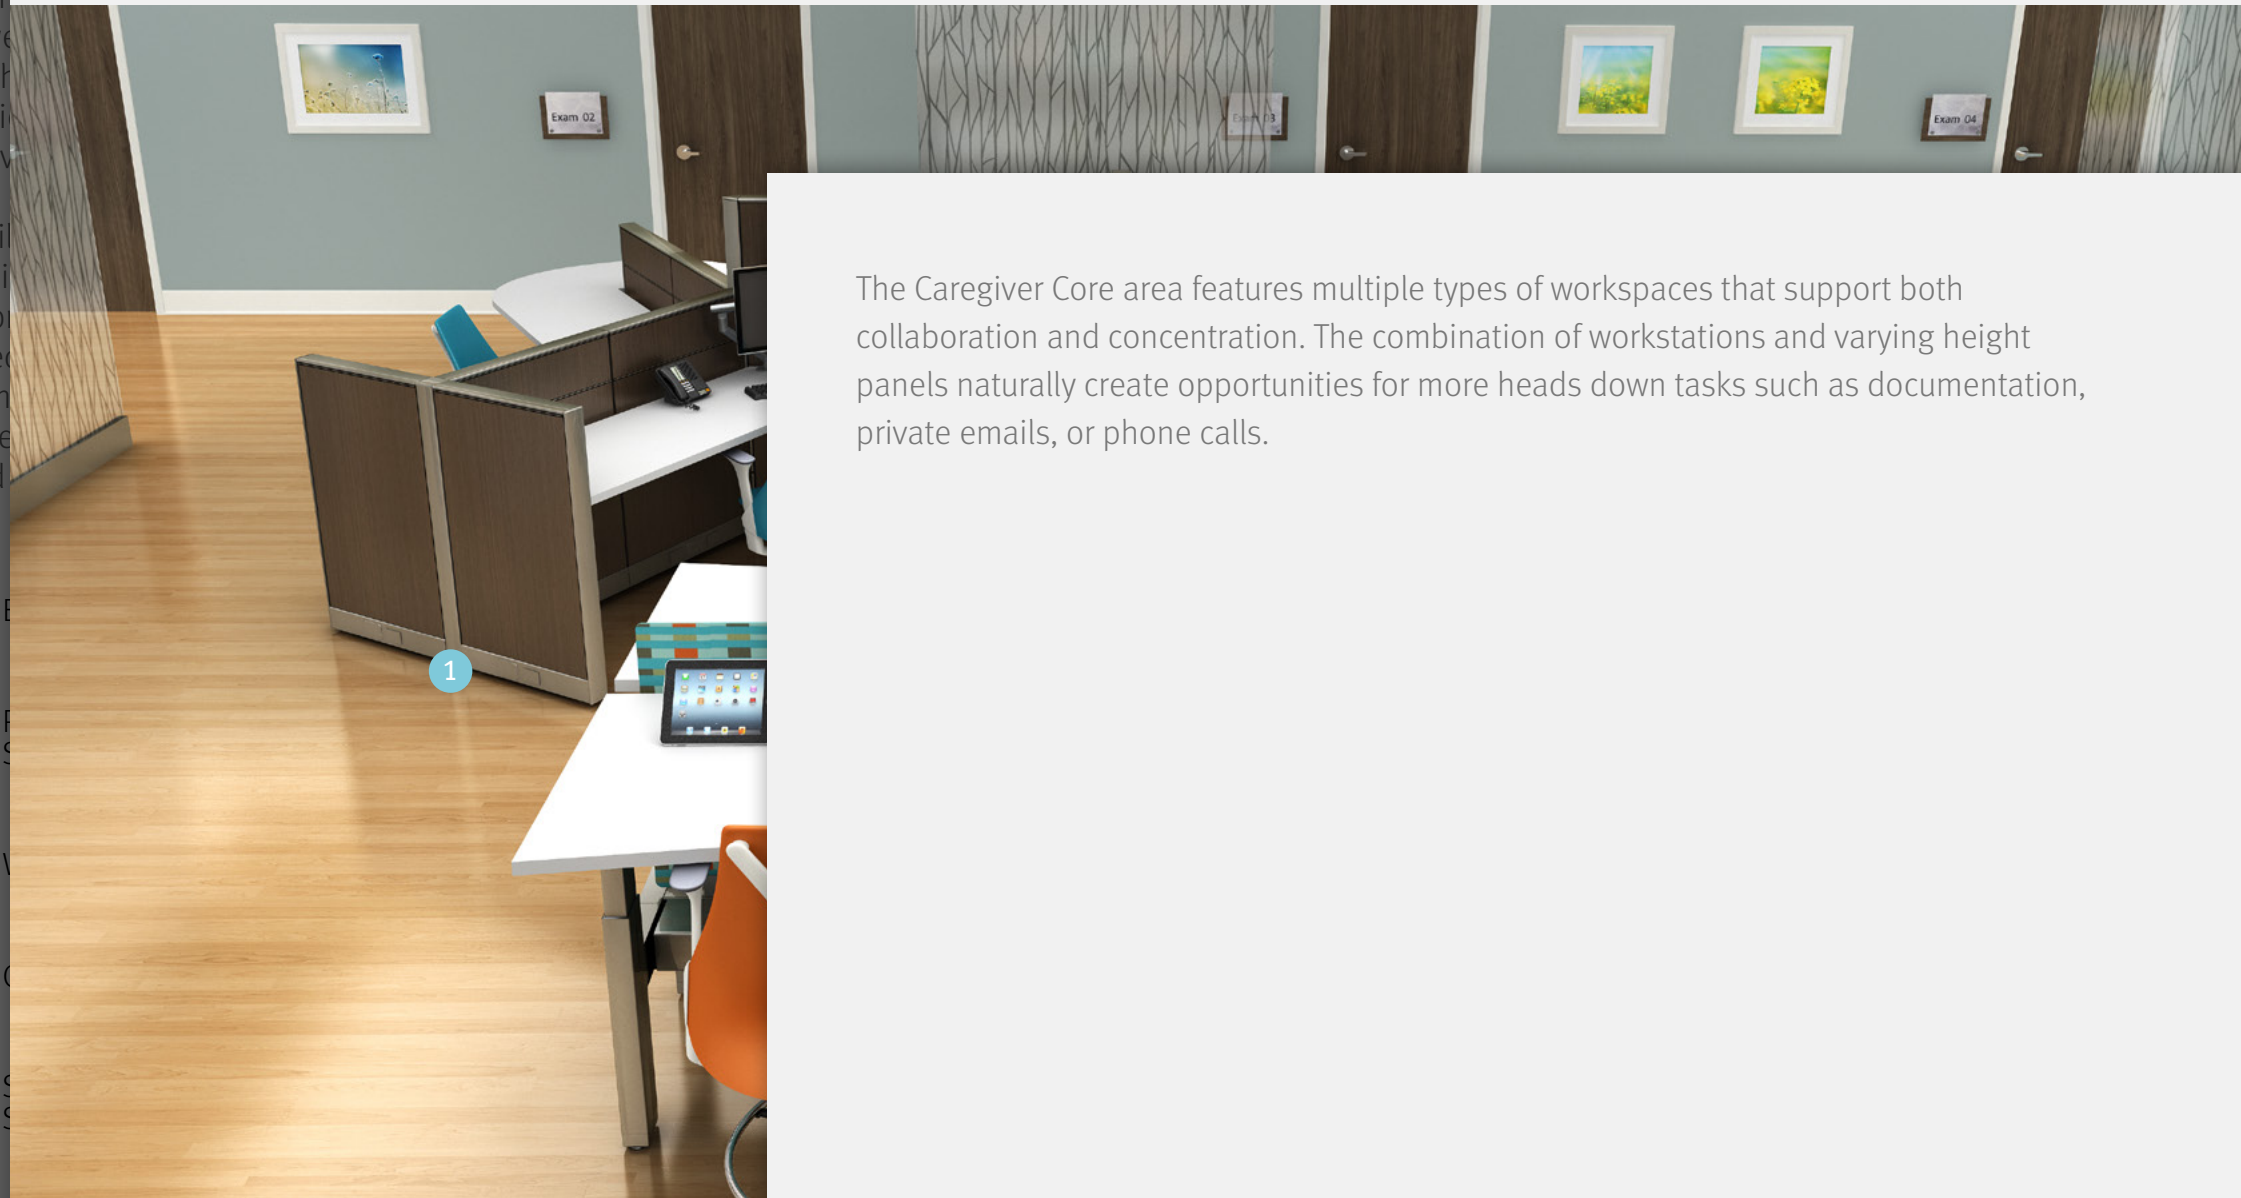 Exam 02
Exam 03
Exam 04
The Caregiver Core area features multiple types of workspaces that support both
collaboration and concentration. The combination of workstations and varying height
panels naturally create opportunities for more heads down tasks such as documentation,
private emails, or phone calls.
1